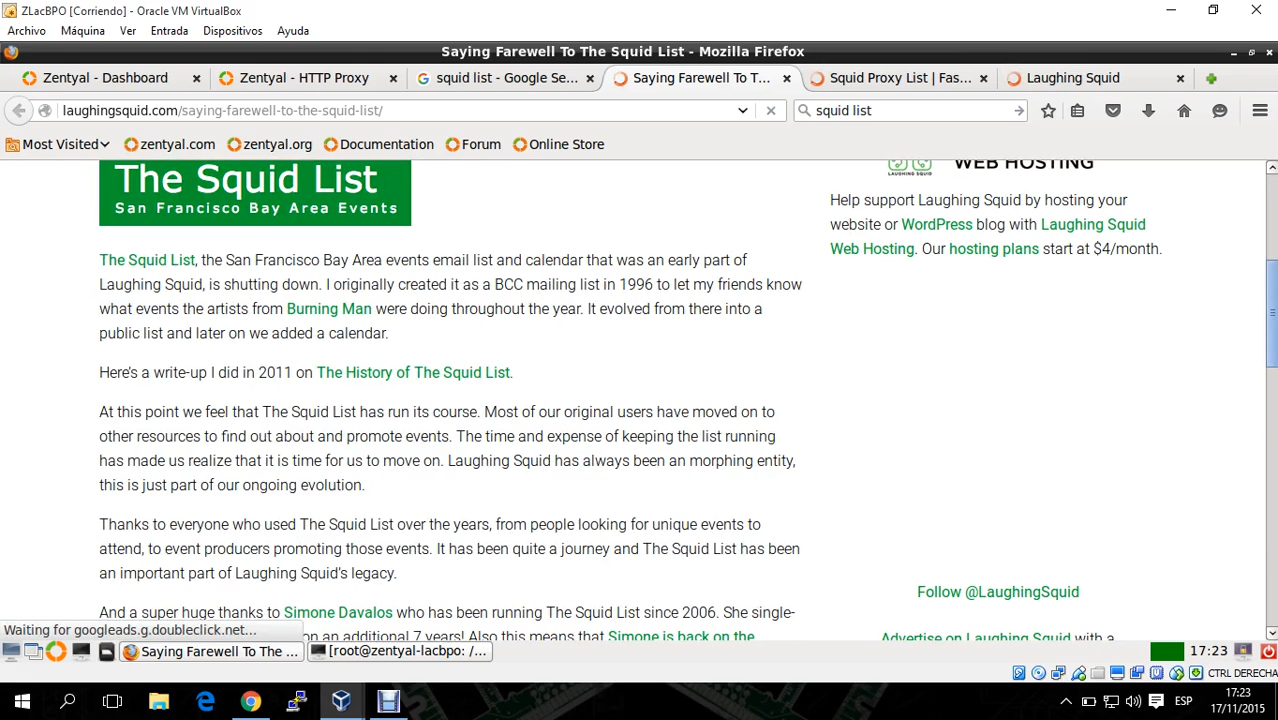 ZLacBPO [Corriendo] - Oracle VM VirtualBox
Archivo Máquina Ver Entrada Dispositivos Ayuda
Saying Farewell To The Squid List - Mozilla Firefox
Zentyal - Dashboard
Zentyal - HTTP Proxy
squid list - Google Se...
Saying Farewell To T...
Squid Proxy List | Fas...
Laughing Squid
laughingsquid.com/saying-farewell-to-the-squid-list/
squid list
Most Visited
zentyal.com
zentyal.org
Documentation
Forum
Online Store
The Squid List
San Francisco Bay Area Events
The Squid List, the San Francisco Bay Area events email list and calendar that was an early part of
Laughing Squid, is shutting down. I originally created it as a BCC mailing list in 1996 to let my friends know
what events the artists from Burning Man were doing throughout the year. It evolved from there into a
public list and later on we added a calendar.
Here's a write-up I did in 2011 on The History of The Squid List.
At this point we feel that The Squid List has run its course. Most of our original users have moved on to
other resources to find out about and promote events. The time and expense of keeping the list running
has made us realize that it is time for us to move on. Laughing Squid has always been an morphing entity,
this is just part of our ongoing evolution.
Thanks to everyone who used The Squid List over the years, from people looking for unique events to
attend, to event producers promoting those events. It has been quite a journey and The Squid List has been
an important part of Laughing Squid's legacy.
And a super huge thanks to Simone Davalos who has been running The Squid List since 2006. She single-
on an additional 7 years! Also this means that Simone is back on the
LAUGHING SQUID
WEB HOSTING
Help support Laughing Squid by hosting your
website or WordPress blog with Laughing Squid
Web Hosting. Our hosting plans start at $4/month.
Follow @LaughingSquid
Advertise on Laughing Squid with a
Waiting for googleads.g.doubleclick.net...
Saying Farewell To The ...
[root@zentyal-lacbpo: /...
17:23
CTRL DERECHA
ESP
17:23
17/11/2015